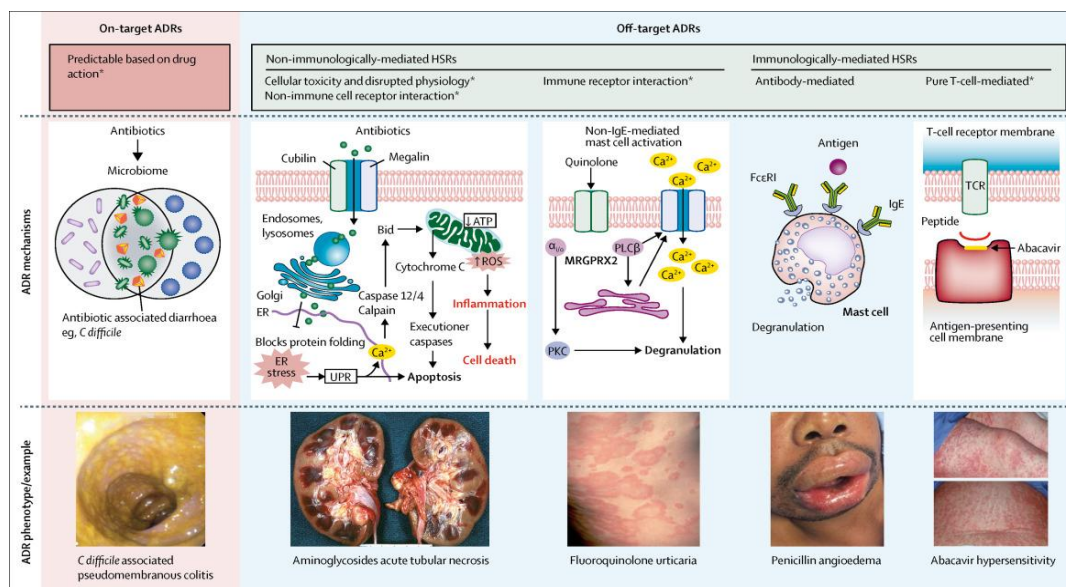 On-target ADRs
Off-target ADRs
Predictable based on drug
action*
Non-immunologically-mediated HSRs
Cellular toxicity and disrupted physiology*
Non-immune cell receptor interaction*
Immune receptor interaction*
Immunologically-mediated HSRs
Antibody-mediated
Pure T-cell-mediated*
ADR mechanisms
Antibiotics
Microbiome
Antibiotic associated diarrhoea
eg, C difficile
Antibiotics
Cubilin
Megalin
Endosomes,
lysosomes
Golgi
ER
Blocks protein folding
ER
stress
UPR
Ca²⁺
Bid
Caspase 12/4
Calpain
Cytochrome C
Executioner
caspases
Apoptosis
↓ATP
↑ROS
Inflammation
Cell death
Non-IgE-mediated
mast cell activation
Quinolone
Ca²⁺
Ca²⁺
Ca²⁺
Ca²⁺
αi/o
MRGPRX2
PLCβ
Ca²⁺
Ca²⁺
Ca²⁺
Ca²⁺
PKC
Degranulation
Antigen
FcεRI
IgE
Degranulation
Mast cell
T-cell receptor membrane
TCR
Peptide
Abacavir
Antigen-presenting
cell membrane
ADR phenotype/example
C difficile associated
pseudomembranous colitis
Aminoglycosides acute tubular necrosis
Fluoroquinolone urticaria
Penicillin angioedema
Abacavir hypersensitivity